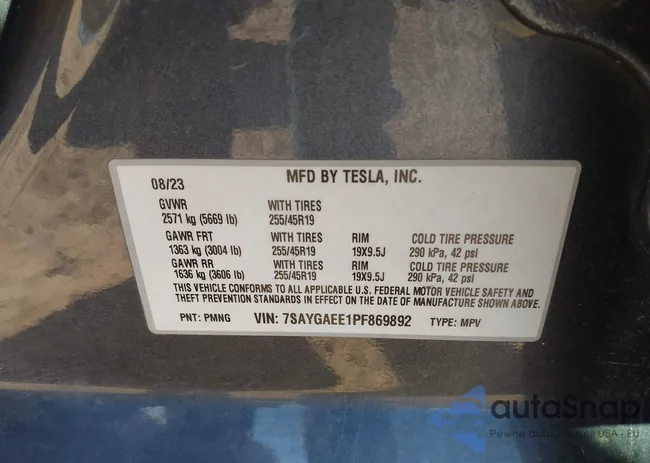 08/23 MFD BY TESLA, INC.
GVWR WITH TIRES
2571 kg (5669 lb) 255/45R19
GAWR FRT WITH TIRES RIM COLD TIRE PRESSURE
1363 kg (3004 lb) 255/45R19 19X9.5J 290 kPa, 42 psi
GAWR RR WITH TIRES RIM COLD TIRE PRESSURE
1636 kg (3606 lb) 255/45R19 19X9.5J 290 kPa, 42 psi
THIS VEHICLE CONFORMS TO ALL APPLICABLE U.S. FEDERAL MOTOR VEHICLE SAFETY AND
THEFT PREVENTION STANDARDS IN EFFECT ON THE DATE OF MANUFACTURE SHOWN ABOVE.
PNT: PMNG VIN: 7SAYGAEE1PF869892 TYPE: MPV
autoSnap
Pewne auto USA i EU